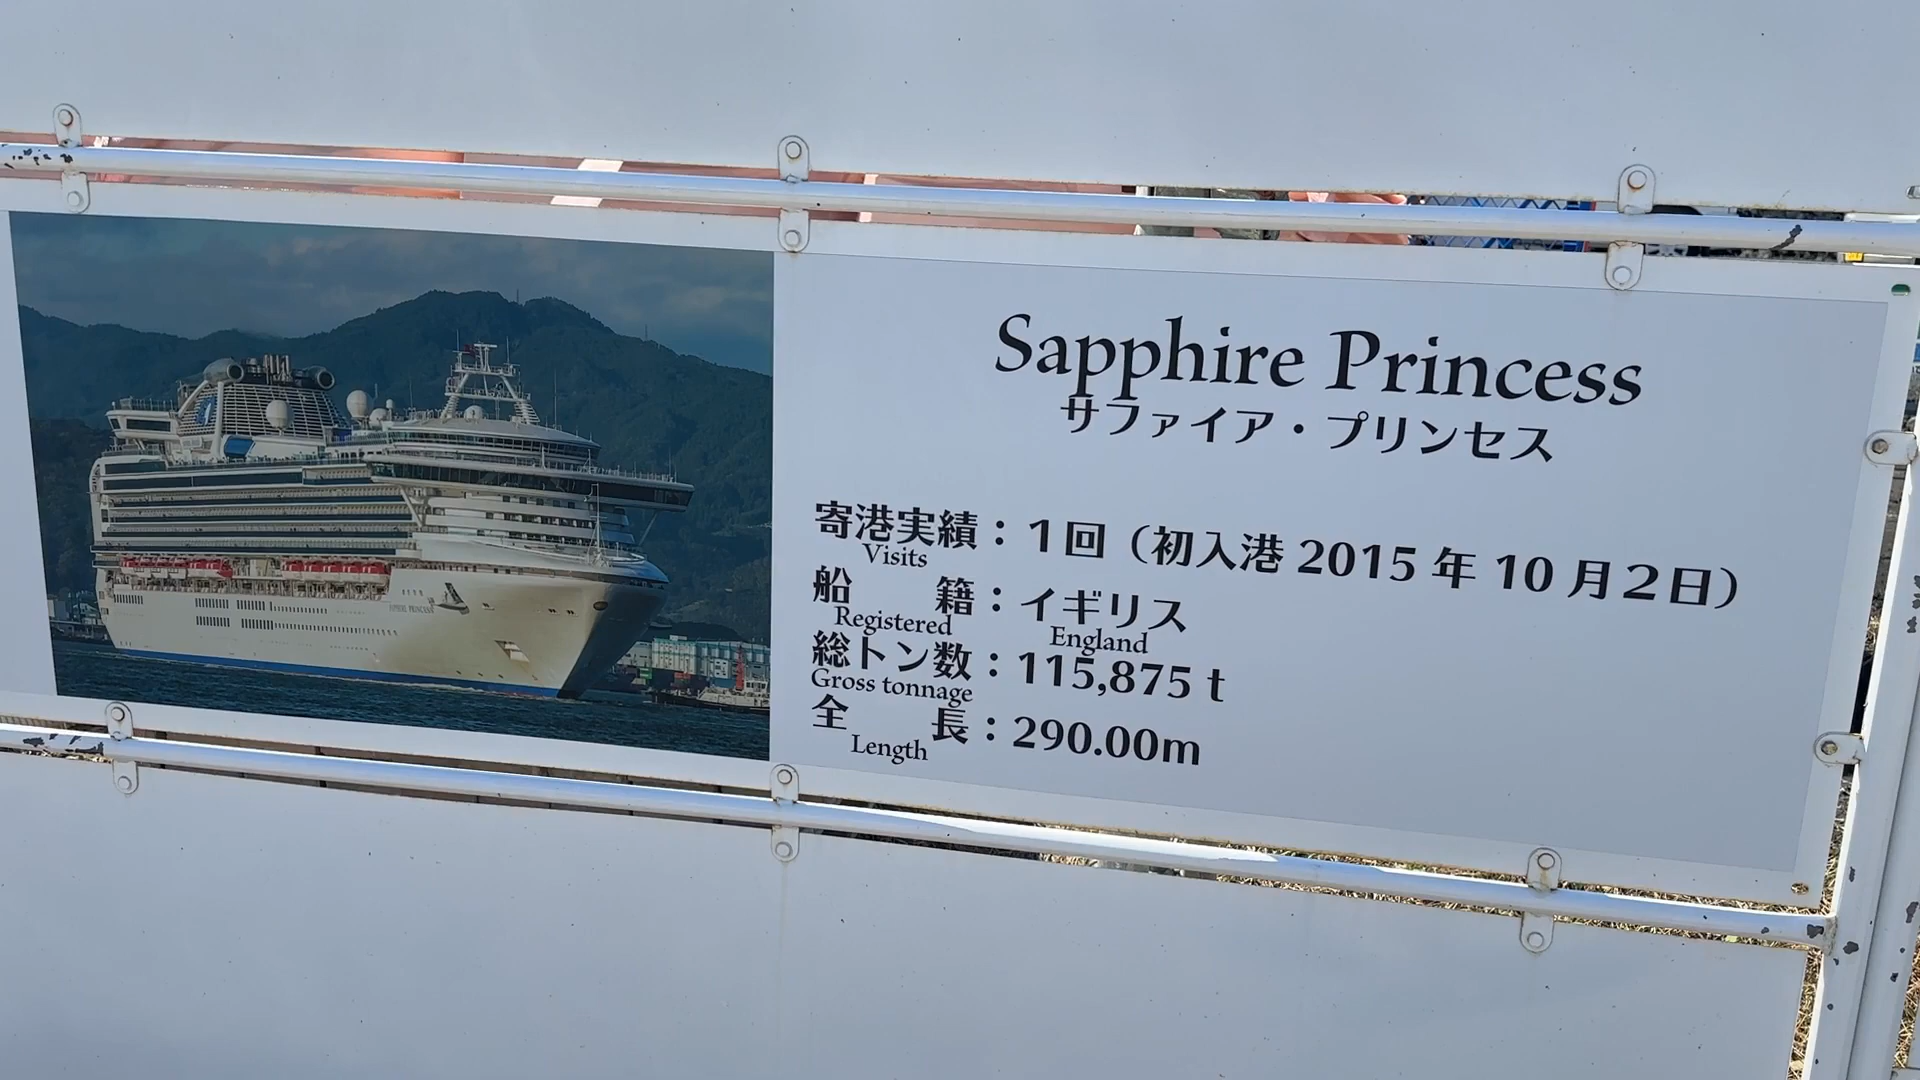 Sapphire Princess
サファイア・プリンセス
寄港実績：１回（初入港 2015 年 10 月２日）
Visits
船　　籍：イギリス
Registered England
総トン数：115,875 t
Gross tonnage
全　　長：290.00m
Length